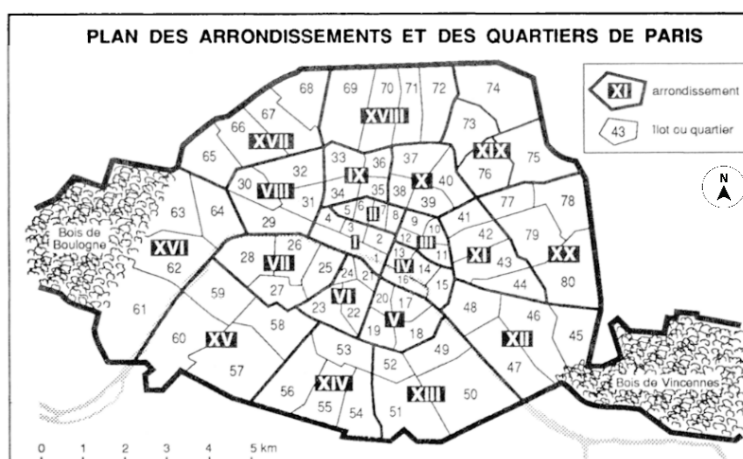 PLAN DES ARRONDISSEMENTS ET DES QUARTIERS DE PARIS
XI arrondissement
43 îlot ou quartier
N
68 69 70 71 72 74
67
66 XVII XVIII 73
65 XIX 75
76
33 36 37
32 IX X
30 VIII 34 35 38 40
31 39
29
63 64
Bois de
Boulogne
XVI
62
61
77 78
41
42 79
XI XX
43
44 80
4 5 6 7 8 9 10
II
3 III
I 2 12 11
1 13
IV 14
16 15
28 26
VII 25
27
24 21
VI
23 22
20 17
V
19 18
59
58
60 XV
57
53
56 XIV
55 54
52 49
51 XIII 50
48 46 45
XII
47
Bois de Vincennes
0 1 2 3 4 5 km